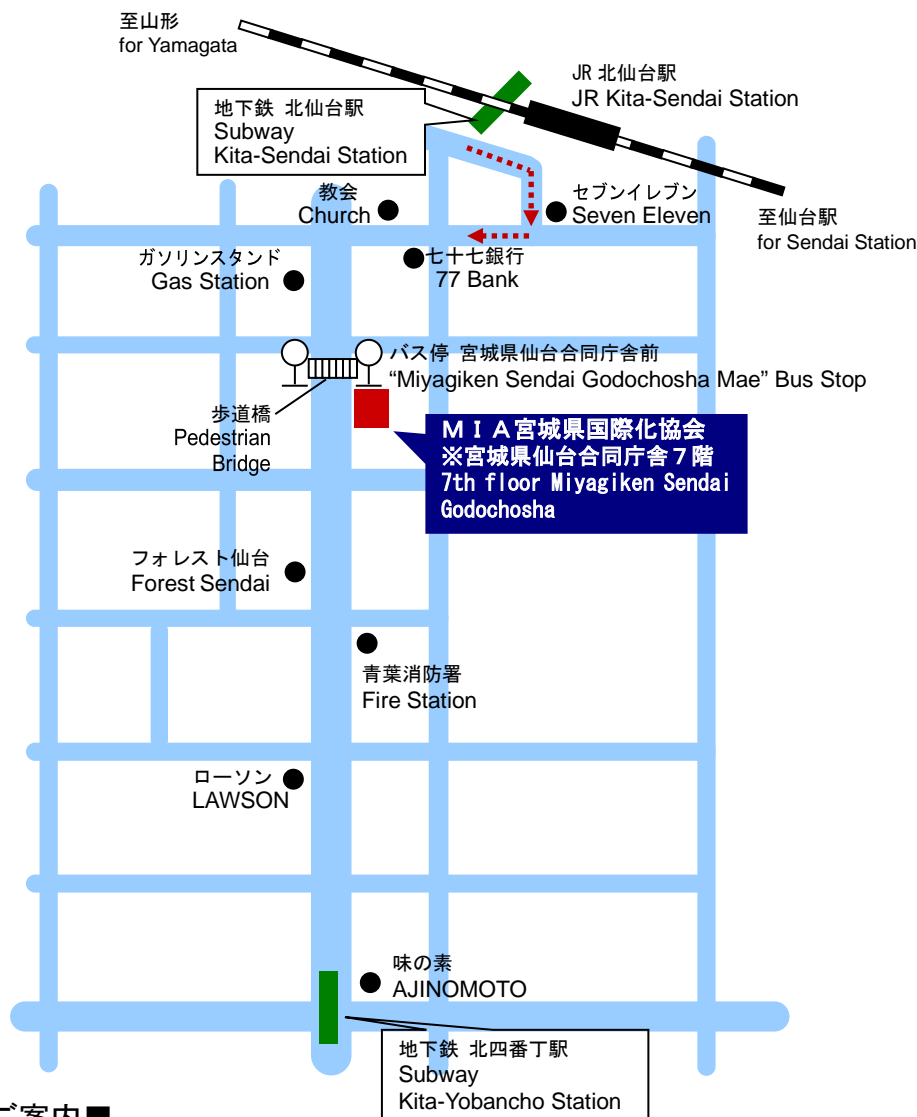 至山形
for Yamagata
JR 北仙台駅
JR Kita-Sendai Station
地下鉄 北仙台駅
Subway
Kita-Sendai Station
教会
Church
セブンイレブン
Seven Eleven
至仙台駅
for Sendai Station
ガソリンスタンド
Gas Station
七十七銀行
77 Bank
バス停 宮城県仙台合同庁舎前
“Miyagiken Sendai Godochosha Mae” Bus Stop
歩道橋
Pedestrian
Bridge
ＭＩＡ宮城県国際化協会
※宮城県仙台合同庁舎７階
7th floor Miyagiken Sendai
Godochosha
フォレスト仙台
Forest Sendai
青葉消防署
Fire Station
ローソン
LAWSON
味の素
AJINOMOTO
地下鉄 北四番丁駅
Subway
Kita-Yobancho Station